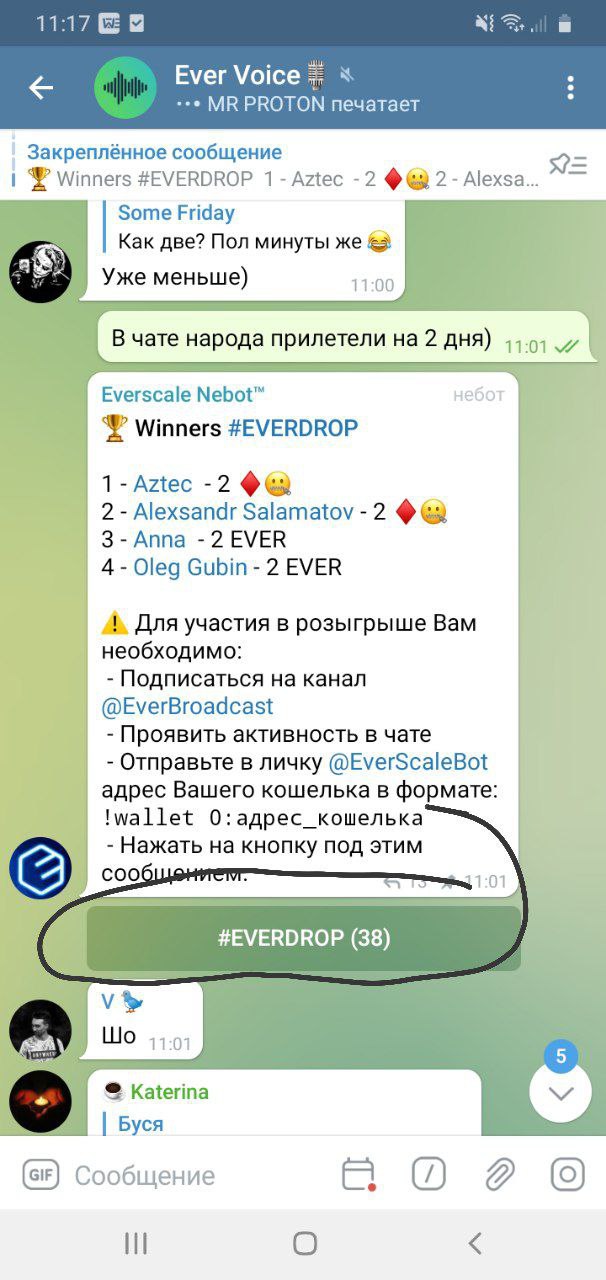 11:17
Ever Voice🎙
••• MR PROTON печатает
Закреплённое сообщение
🏆 Winners #EVERDROP 1 - Aztec - 2 ♦️🤐 2 - Alexsa...
Some Friday
Как две? Пол минуты же 😂
Уже меньше)
11:00
В чате народа прилетели на 2 дня)
11:01
Everscale Nebot™ небот
🏆 Winners #EVERDROP
1 - Aztec - 2 ♦️🤐
2 - Alexsandr Salamatov - 2 ♦️🤐
3 - Anna - 2 EVER
4 - Oleg Gubin - 2 EVER
⚠️ Для участия в розыгрыше Вам
необходимо:
- Подписаться на канал
@EverBroadcast
- Проявить активность в чате
- Отправьте в личку @EverScaleBot
адрес Вашего кошелька в формате:
!wallet 0:адрес_кошелька
- Нажать на кнопку под этим
сообщением.
13 11:01
#EVERDROP (38)
V 🐦
Шо
11:01
☕ Katerina
Буся
5
GIF Сообщение